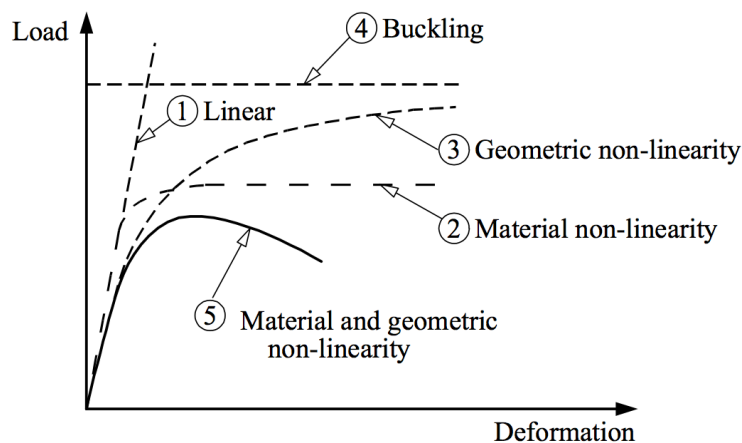 Load
④ Buckling
① Linear
③ Geometric non-linearity
② Material non-linearity
⑤ Material and geometric
non-linearity
Deformation